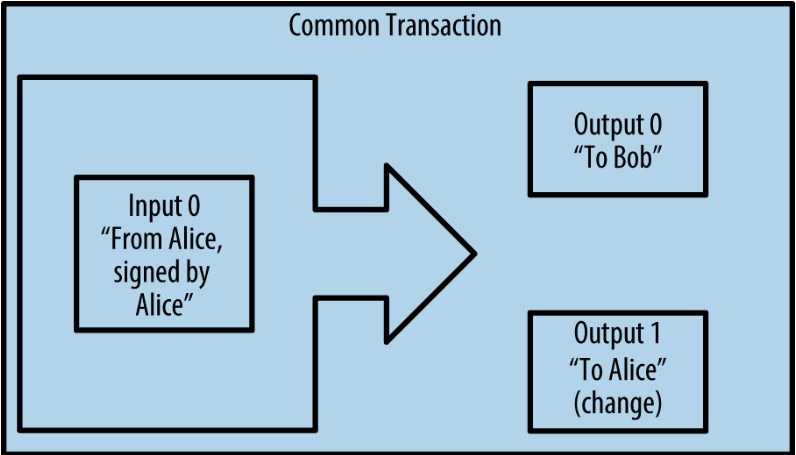 Common Transaction
Input 0
“From Alice,
signed by
Alice”
Output 0
“To Bob”
Output 1
“To Alice”
(change)